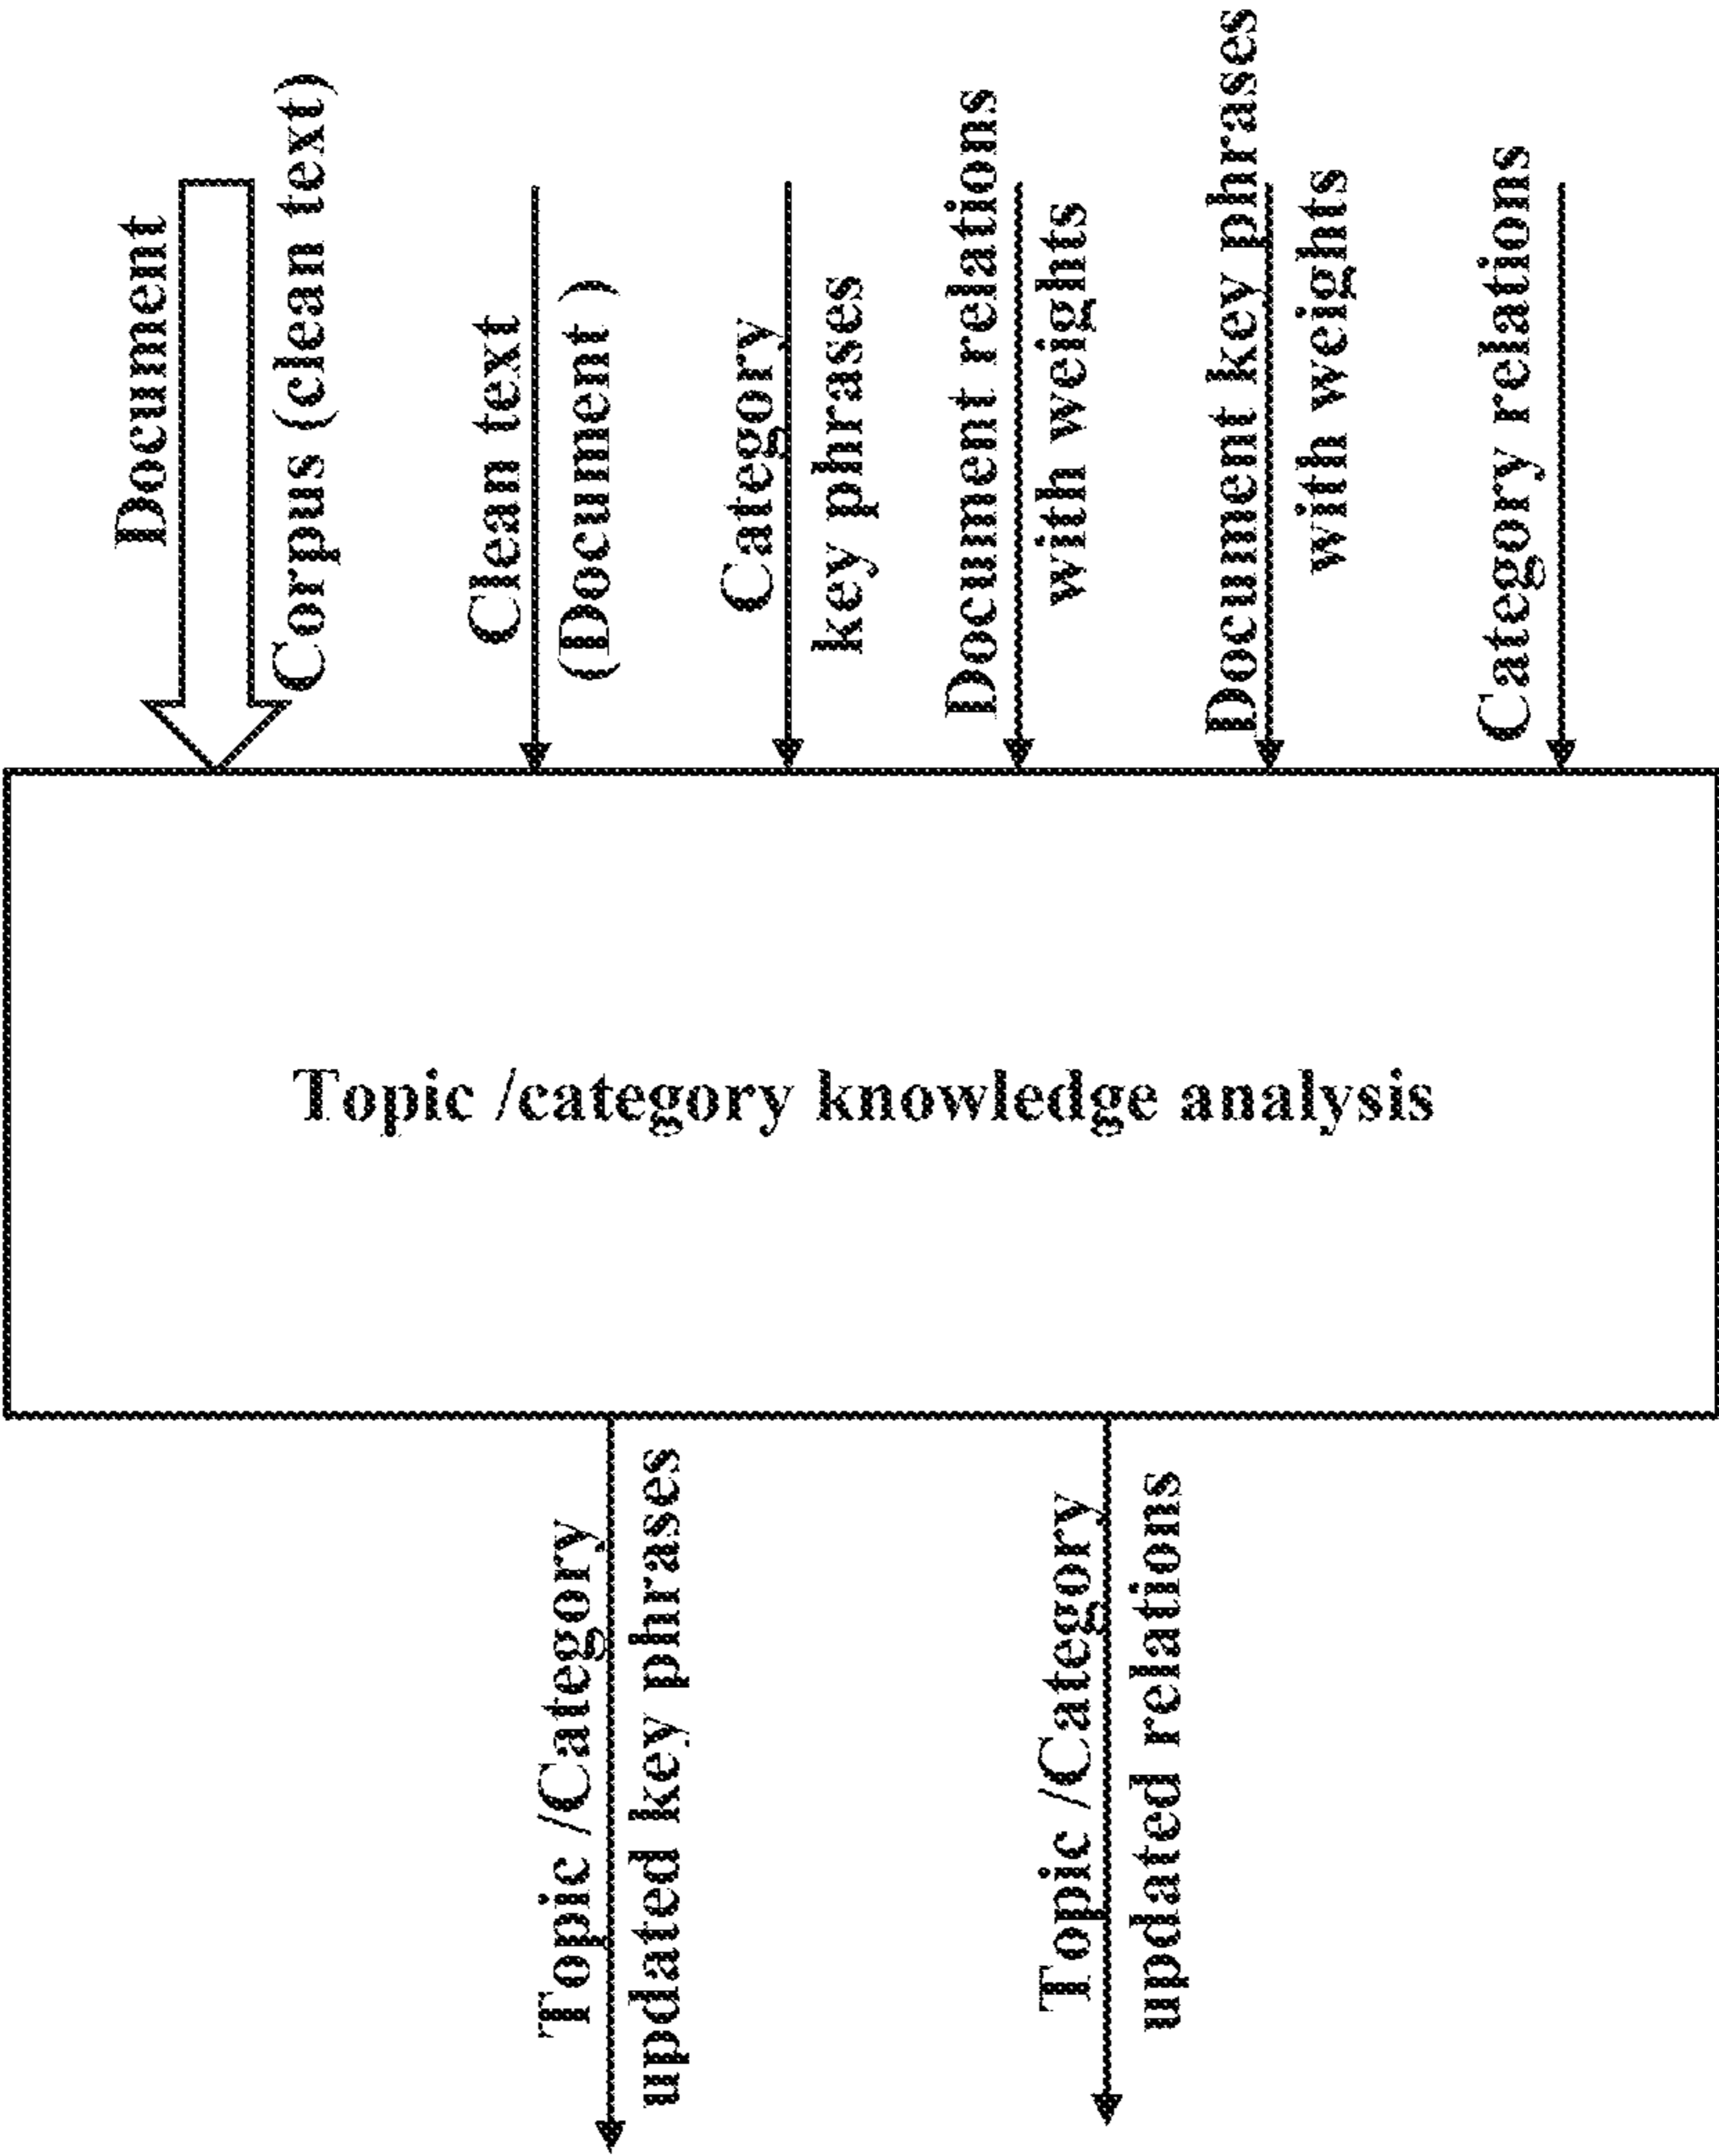 Document
Corpus (clean text)
Clean text
(Document )
Category
key phrases
Document relations
with weights
Document key phrases
with weights
Category relations
Topic /category knowledge analysis
Topic /Category
updated key phrases
Topic /Category
updated relations